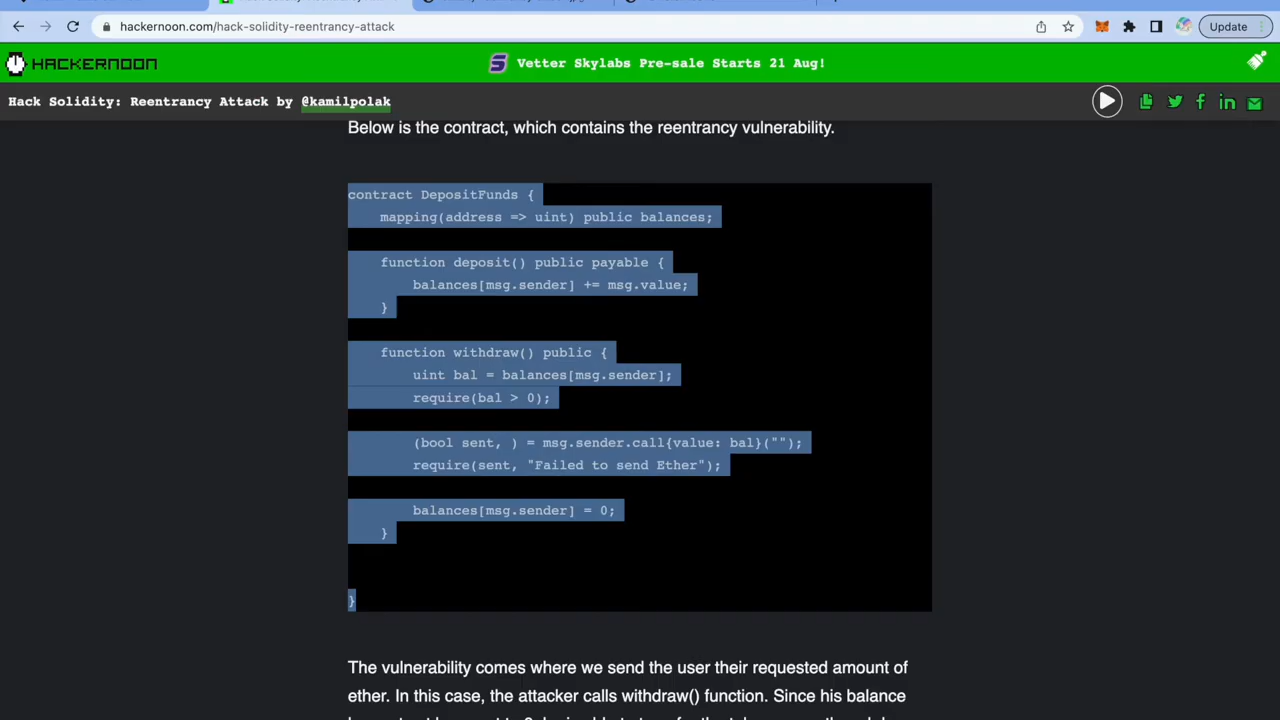 hackernoon.com/hack-solidity-reentrancy-attack
Update
HACKERNOON
Vetter Skylabs Pre-sale Starts 21 Aug!
Hack Solidity: Reentrancy Attack by @kamilpolak
Below is the contract, which contains the reentrancy vulnerability.
contract DepositFunds {
mapping(address => uint) public balances;
function deposit() public payable {
balances[msg.sender] += msg.value;
}
function withdraw() public {
uint bal = balances[msg.sender];
require(bal > 0);
(bool sent, ) = msg.sender.call{value: bal}("");
require(sent, "Failed to send Ether");
balances[msg.sender] = 0;
}
}
The vulnerability comes where we send the user their requested amount of
ether. In this case, the attacker calls withdraw() function. Since his balance